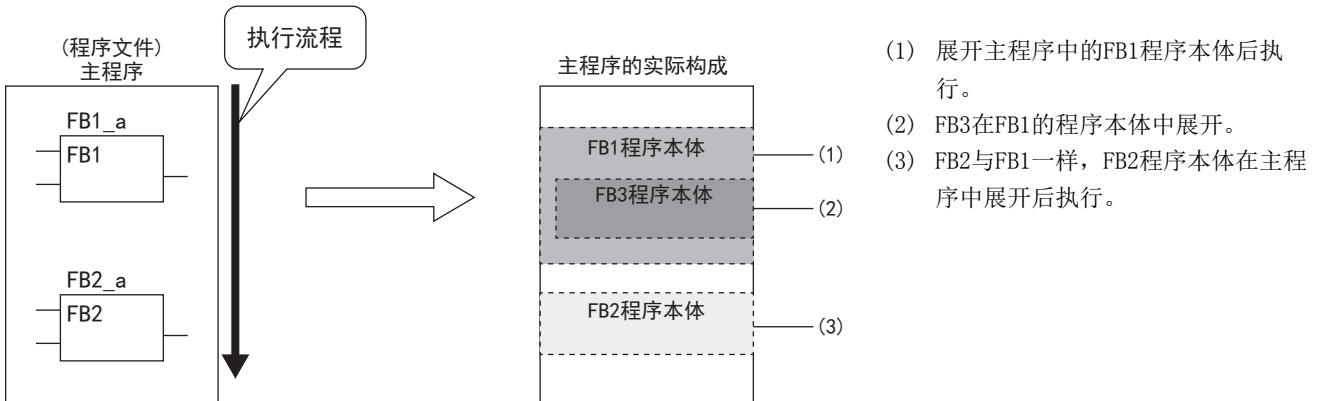 (程序文件)
主程序
执行流程
FB1_a
FB1
FB2_a
FB2
主程序的实际构成
FB1程序本体
(1)
FB3程序本体
(2)
FB2程序本体
(3)
(1) 展开主程序中的FB1程序本体后执
行。
(2) FB3在FB1的程序本体中展开。
(3) FB2与FB1一样，FB2程序本体在主程
序中展开后执行。